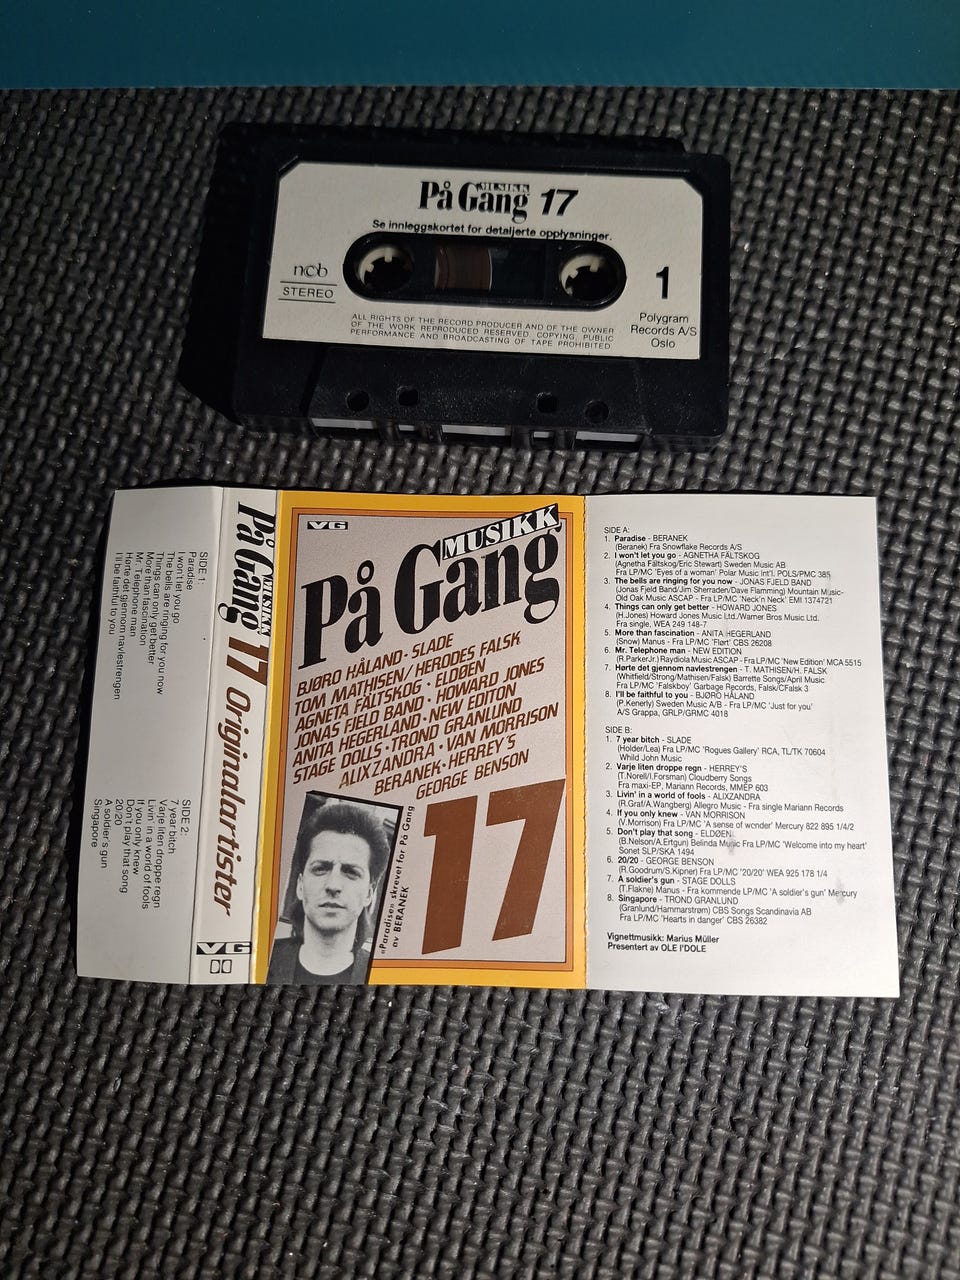 På Gang MUSIKK 17
Se innleggskortet for detaljerte opplysninger.
ncb
STEREO
1
Polygram
Records A/S
Oslo
ALL RIGHTS OF THE RECORD PRODUCER AND OF THE OWNER
OF THE WORK REPRODUCED RESERVED. COPYING, PUBLIC
PERFORMANCE AND BROADCASTING OF TAPE PROHIBITED.
SIDE 1:
Paradise
I won't let you go
The bells are ringing for you now
Things can only get better
More than fascination
Mr. Telephone man
Hørte det gjennom navlestrengen
I'll be faithful to you
SIDE 2:
7 year bitch
Varje liten droppe regn
Livin' in a world of fools
If you only knew
Don't play that song
20/20
A soldier's gun
Singapore
På Gang MUSIKK 17 Originalartister
VG
VG
MUSIKK
På Gang
BJØRO HÅLAND · SLADE
TOM MATHISEN/HERODES FALSK
AGNETA FÄLTSKOG · ELDØEN
JONAS FJELD BAND · HOWARD JONES
ANITA HEGERLAND · NEW EDITON
STAGE DOLLS · TROND GRANLUND
ALIXZANDRA · VAN MORRISON
BERANEK · HERREY'S
GEORGE BENSON
17
«Paradise» skrevet for På Gang
av BERANEK
SIDE A:
1. Paradise - BERANEK
(Beranek) Fra Snowflake Records A/S
2. I won't let you go - AGNETHA FÄLTSKOG
(Agnetha Fältskog/Eric Stewart) Sweden Music AB
Fra LP/MC 'Eyes of a woman' Polar Music Int'l. POLS/PMC 385
3. The bells are ringing for you now - JONAS FJELD BAND
(Jonas Fjeld Band/Jim Sherraden/Dave Flamming) Mountain Music-
Old Oak Music ASCAP - Fra LP/MC 'Neck'n Neck' EMI 1374721
4. Things can only get better - HOWARD JONES
(H.Jones) Howard Music Ltd./Warner Bros Music Ltd.
Fra single, WEA 249 148-7
5. More than fascination - ANITA HEGERLAND
(Snow) Manus - Fra LP/MC 'Flørt' CBS 26208
6. Mr. Telephone man - NEW EDITION
(R.ParkerJr.) Raydiola Music ASCAP - Fra LP/MC 'New Edition' MCA 5515
7. Hørte det gjennom navlestrengen - T. MATHISEN/H. FALSK
(Whitfield/Strong/Mathisen/Falsk) Barrette Songs/April Music
Fra LP/MC 'Falskboy' Garbage Records, Falsk/CFalsk 3
8. I'll be faithful to you - BJØRO HÅLAND
(P.Kenerly) Sweden Music A/B - Fra LP/MC 'Just for you'
A/S Grappa, GRLP/GRMC 4018
SIDE B:
1. 7 year bitch - SLADE
(Holder/Lea) Fra LP/MC 'Rogues Gallery' RCA, TL/TK 70604
Whild John Music
2. Varje liten droppe regn - HERREY'S
(T.Norell/I.Forsman) Cloudberry Songs
Fra maxi-EP, Mariann Records, MMEP 603
3. Livin' in a world of fools - ALIXZANDRA
(R.Graf/A.Wangberg) Allegro Music - Fra single Mariann Records
4. If you only knew - VAN MORRISON
(V.Morrison) Fra LP/MC 'A sense of wonder' Mercury 822 895 1/4/2
5. Don't play that song - ELDØEN
(B.Nelson/A.Ertgun) Belinda Music Fra LP/MC 'Welcome into my heart'
Sonet SLP/SKA 1494
6. 20/20 - GEORGE BENSON
(R.Goodrum/S.Kipner) Fra LP/MC '20/20' WEA 925 178 1/4
7. A soldier's gun - STAGE DOLLS
(T.Flakne) Manus - Fra kommende LP/MC 'A soldier's gun' Mercury
8. Singapore - TROND GRANLUND
(Granlund/Hammarstrøm) CBS Songs Scandinavia AB
Fra LP/MC 'Hearts in danger' CBS 26382
Vignettmusikk: Marius Müller
Presentert av OLE I'DOLE